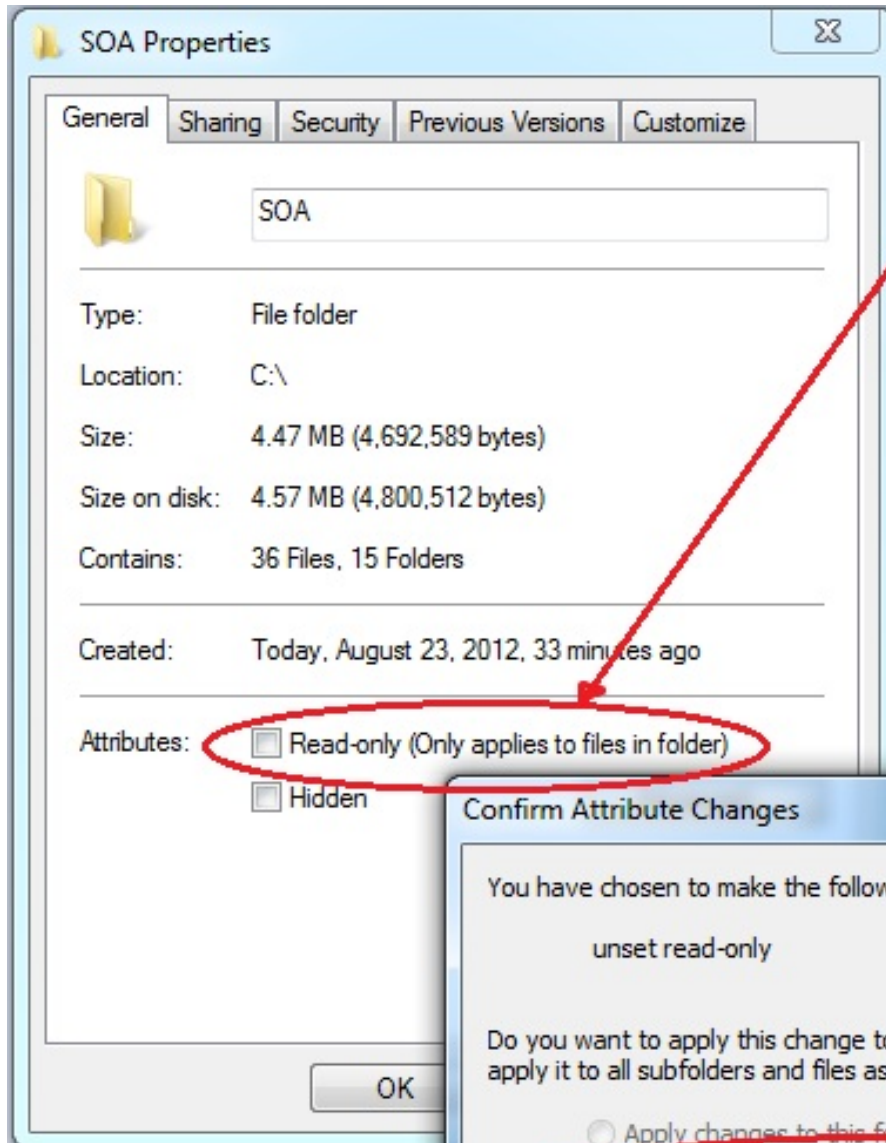 SOA Properties
General Sharing Security Previous Versions Customize
SOA
Type: File folder
Location: C:\
Size: 4.47 MB (4,692,589 bytes)
Size on disk: 4.57 MB (4,800,512 bytes)
Contains: 36 Files, 15 Folders
Created: Today, August 23, 2012, 33 minutes ago
Attributes: Read-only (Only applies to files in folder)
Hidden
Confirm Attribute Changes
You have chosen to make the follow
unset read-only
Do you want to apply this change to
apply it to all subfolders and files as
OK
Apply changes to this f